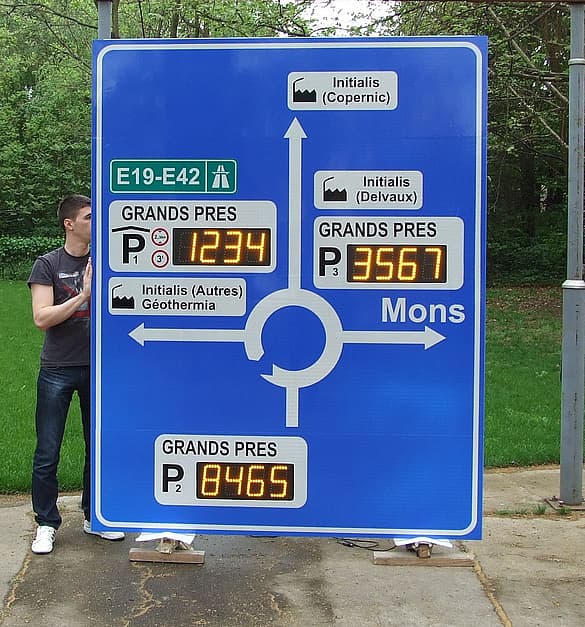 Initialis
(Copernic)
E19-E42
Initialis
(Delvaux)
GRANDS PRES
P1 1234
GRANDS PRES
P3 3567
Initialis (Autres)
Géothermia
Mons
GRANDS PRES
P2 8465